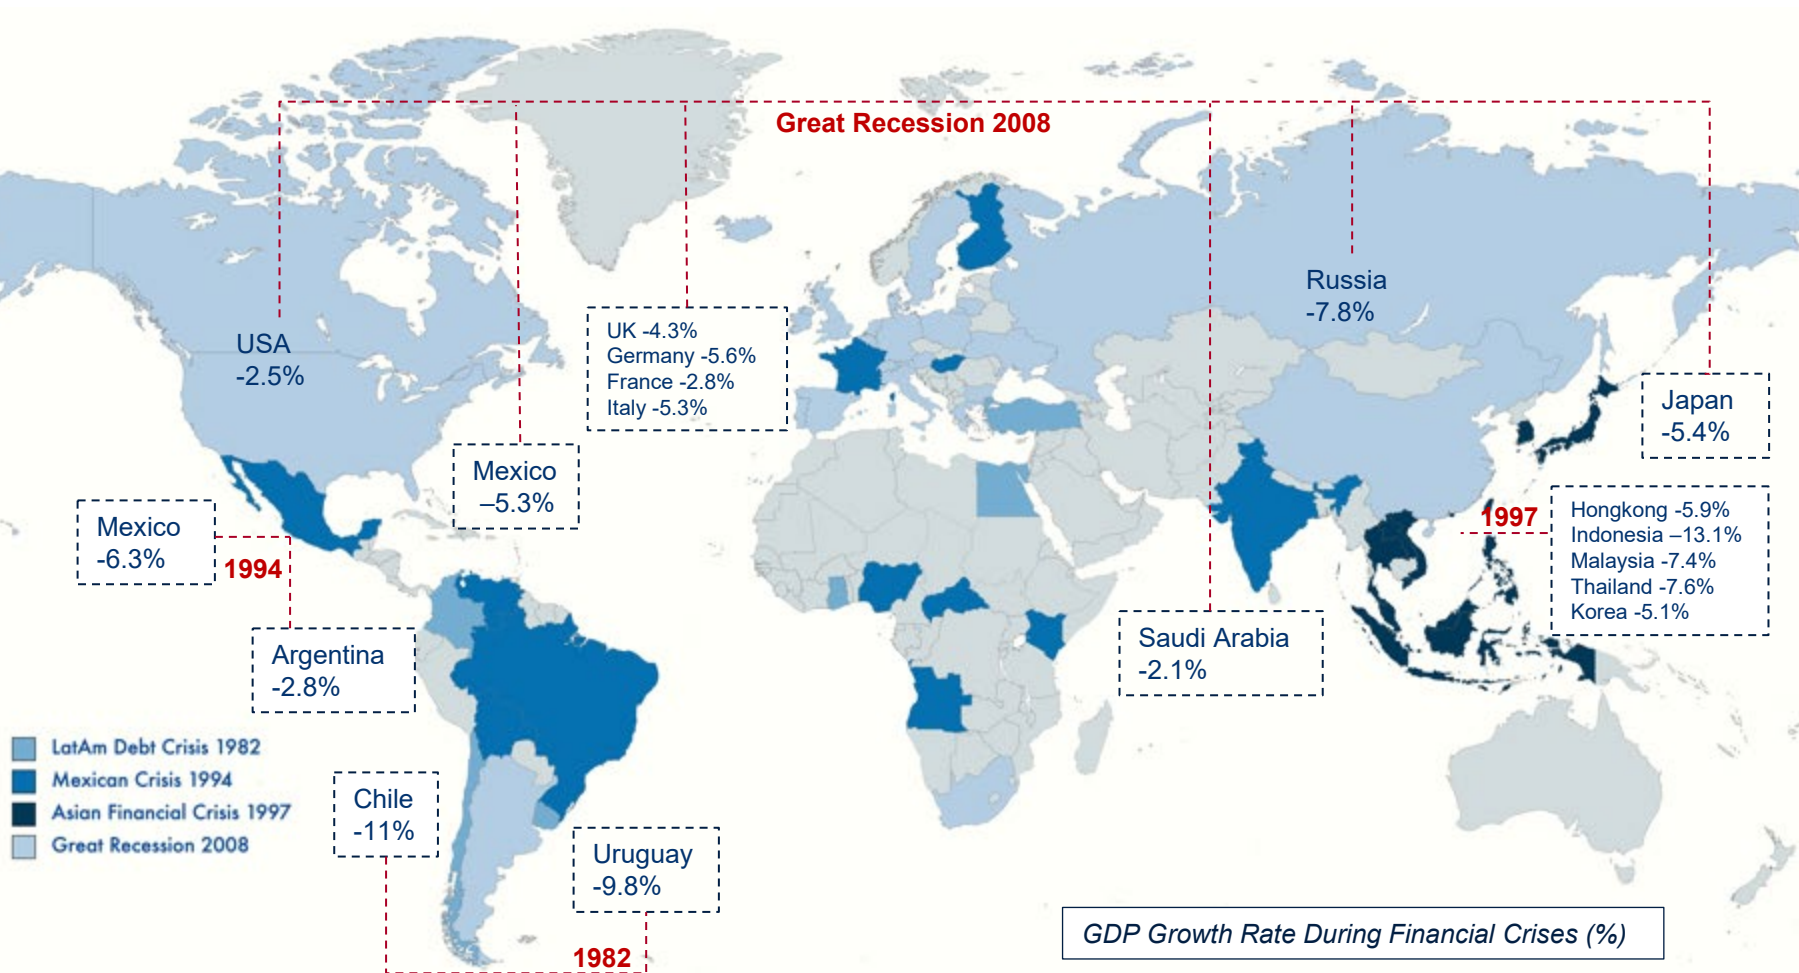 Great Recession 2008
USA
-2.5%
UK -4.3%
Germany -5.6%
France -2.8%
Italy -5.3%
Russia
-7.8%
Japan
-5.4%
Mexico
–5.3%
Mexico
-6.3%
1994
Argentina
-2.8%
1997
Hongkong -5.9%
Indonesia –13.1%
Malaysia -7.4%
Thailand -7.6%
Korea -5.1%
Saudi Arabia
-2.1%
LatAm Debt Crisis 1982
Mexican Crisis 1994
Asian Financial Crisis 1997
Great Recession 2008
Chile
-11%
Uruguay
-9.8%
1982
GDP Growth Rate During Financial Crises (%)